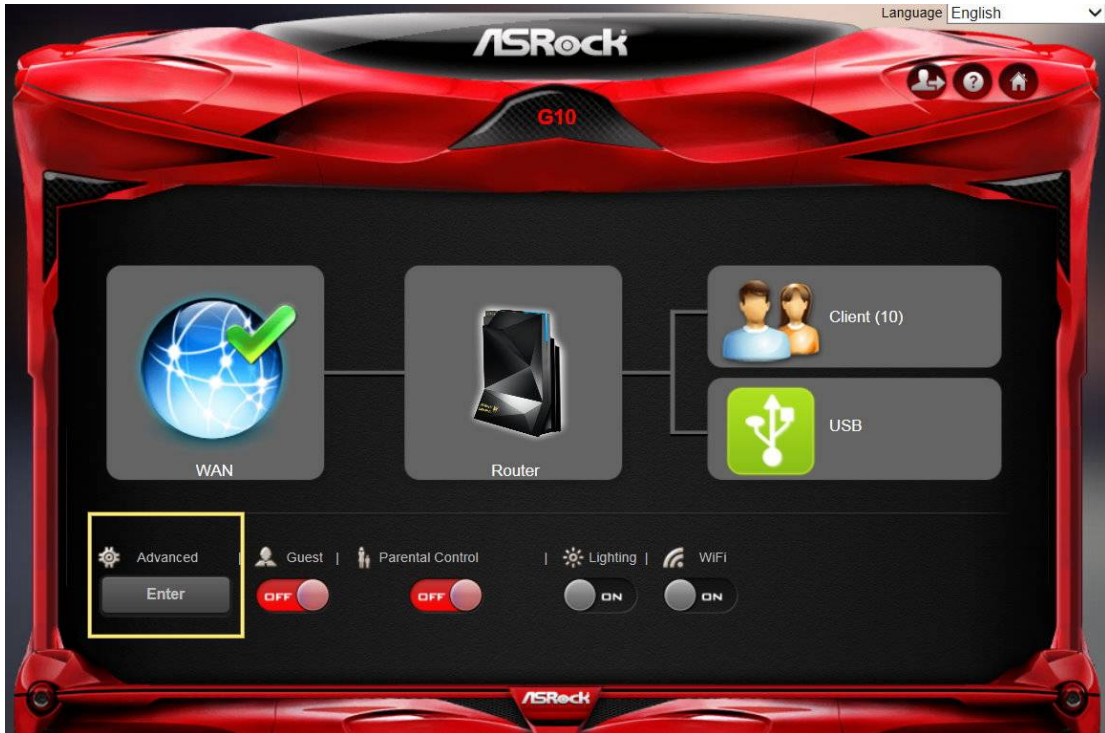 Language English
ASRock
G10
WAN
Router
Client (10)
USB
Advanced | Guest | Parental Control | Lighting | WiFi
Enter OFF OFF ON ON
ASRock